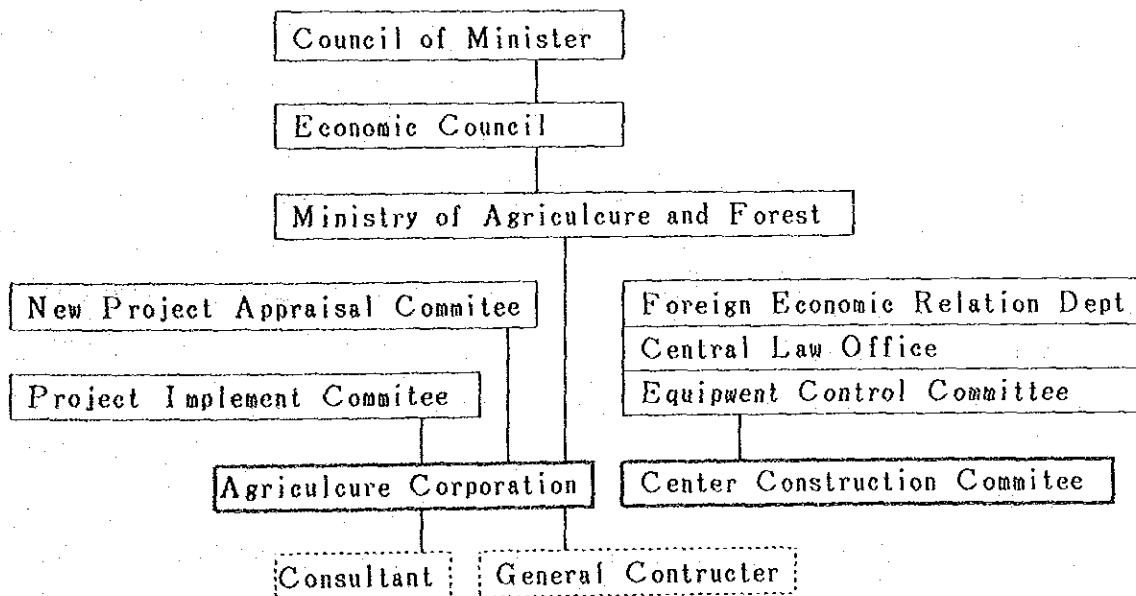 Council of Minister
Economic Council
Ministry of Agriculcure and Forest
New Project Appraisal Commitee
Foreign Economic Relation Dept
Central Law Office
Project Implement Commitee
Equipwent Control Committee
Agriculcure Corporation
Center Construction Commitee
Consultant
General Contructer